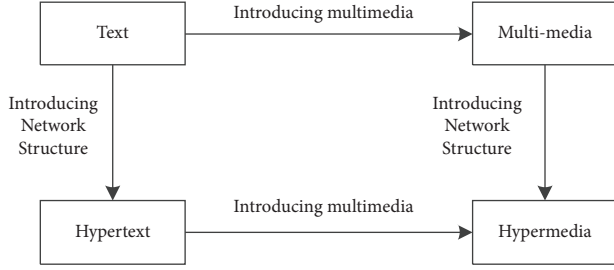 Introducing multimedia
Text
Multi-media
Introducing
Network
Structure
Introducing
Network
Structure
Introducing multimedia
Hypertext
Hypermedia